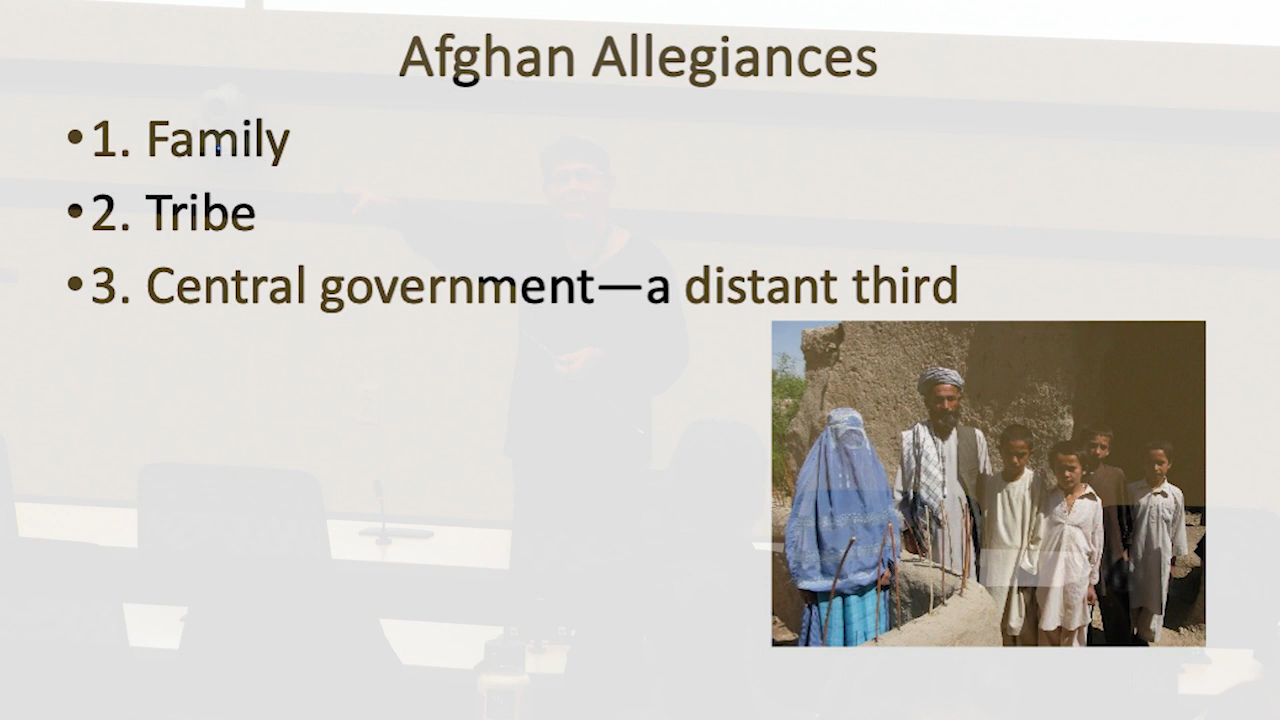 Afghan Allegiances
•1. Family
•2. Tribe
•3. Central government—a distant third